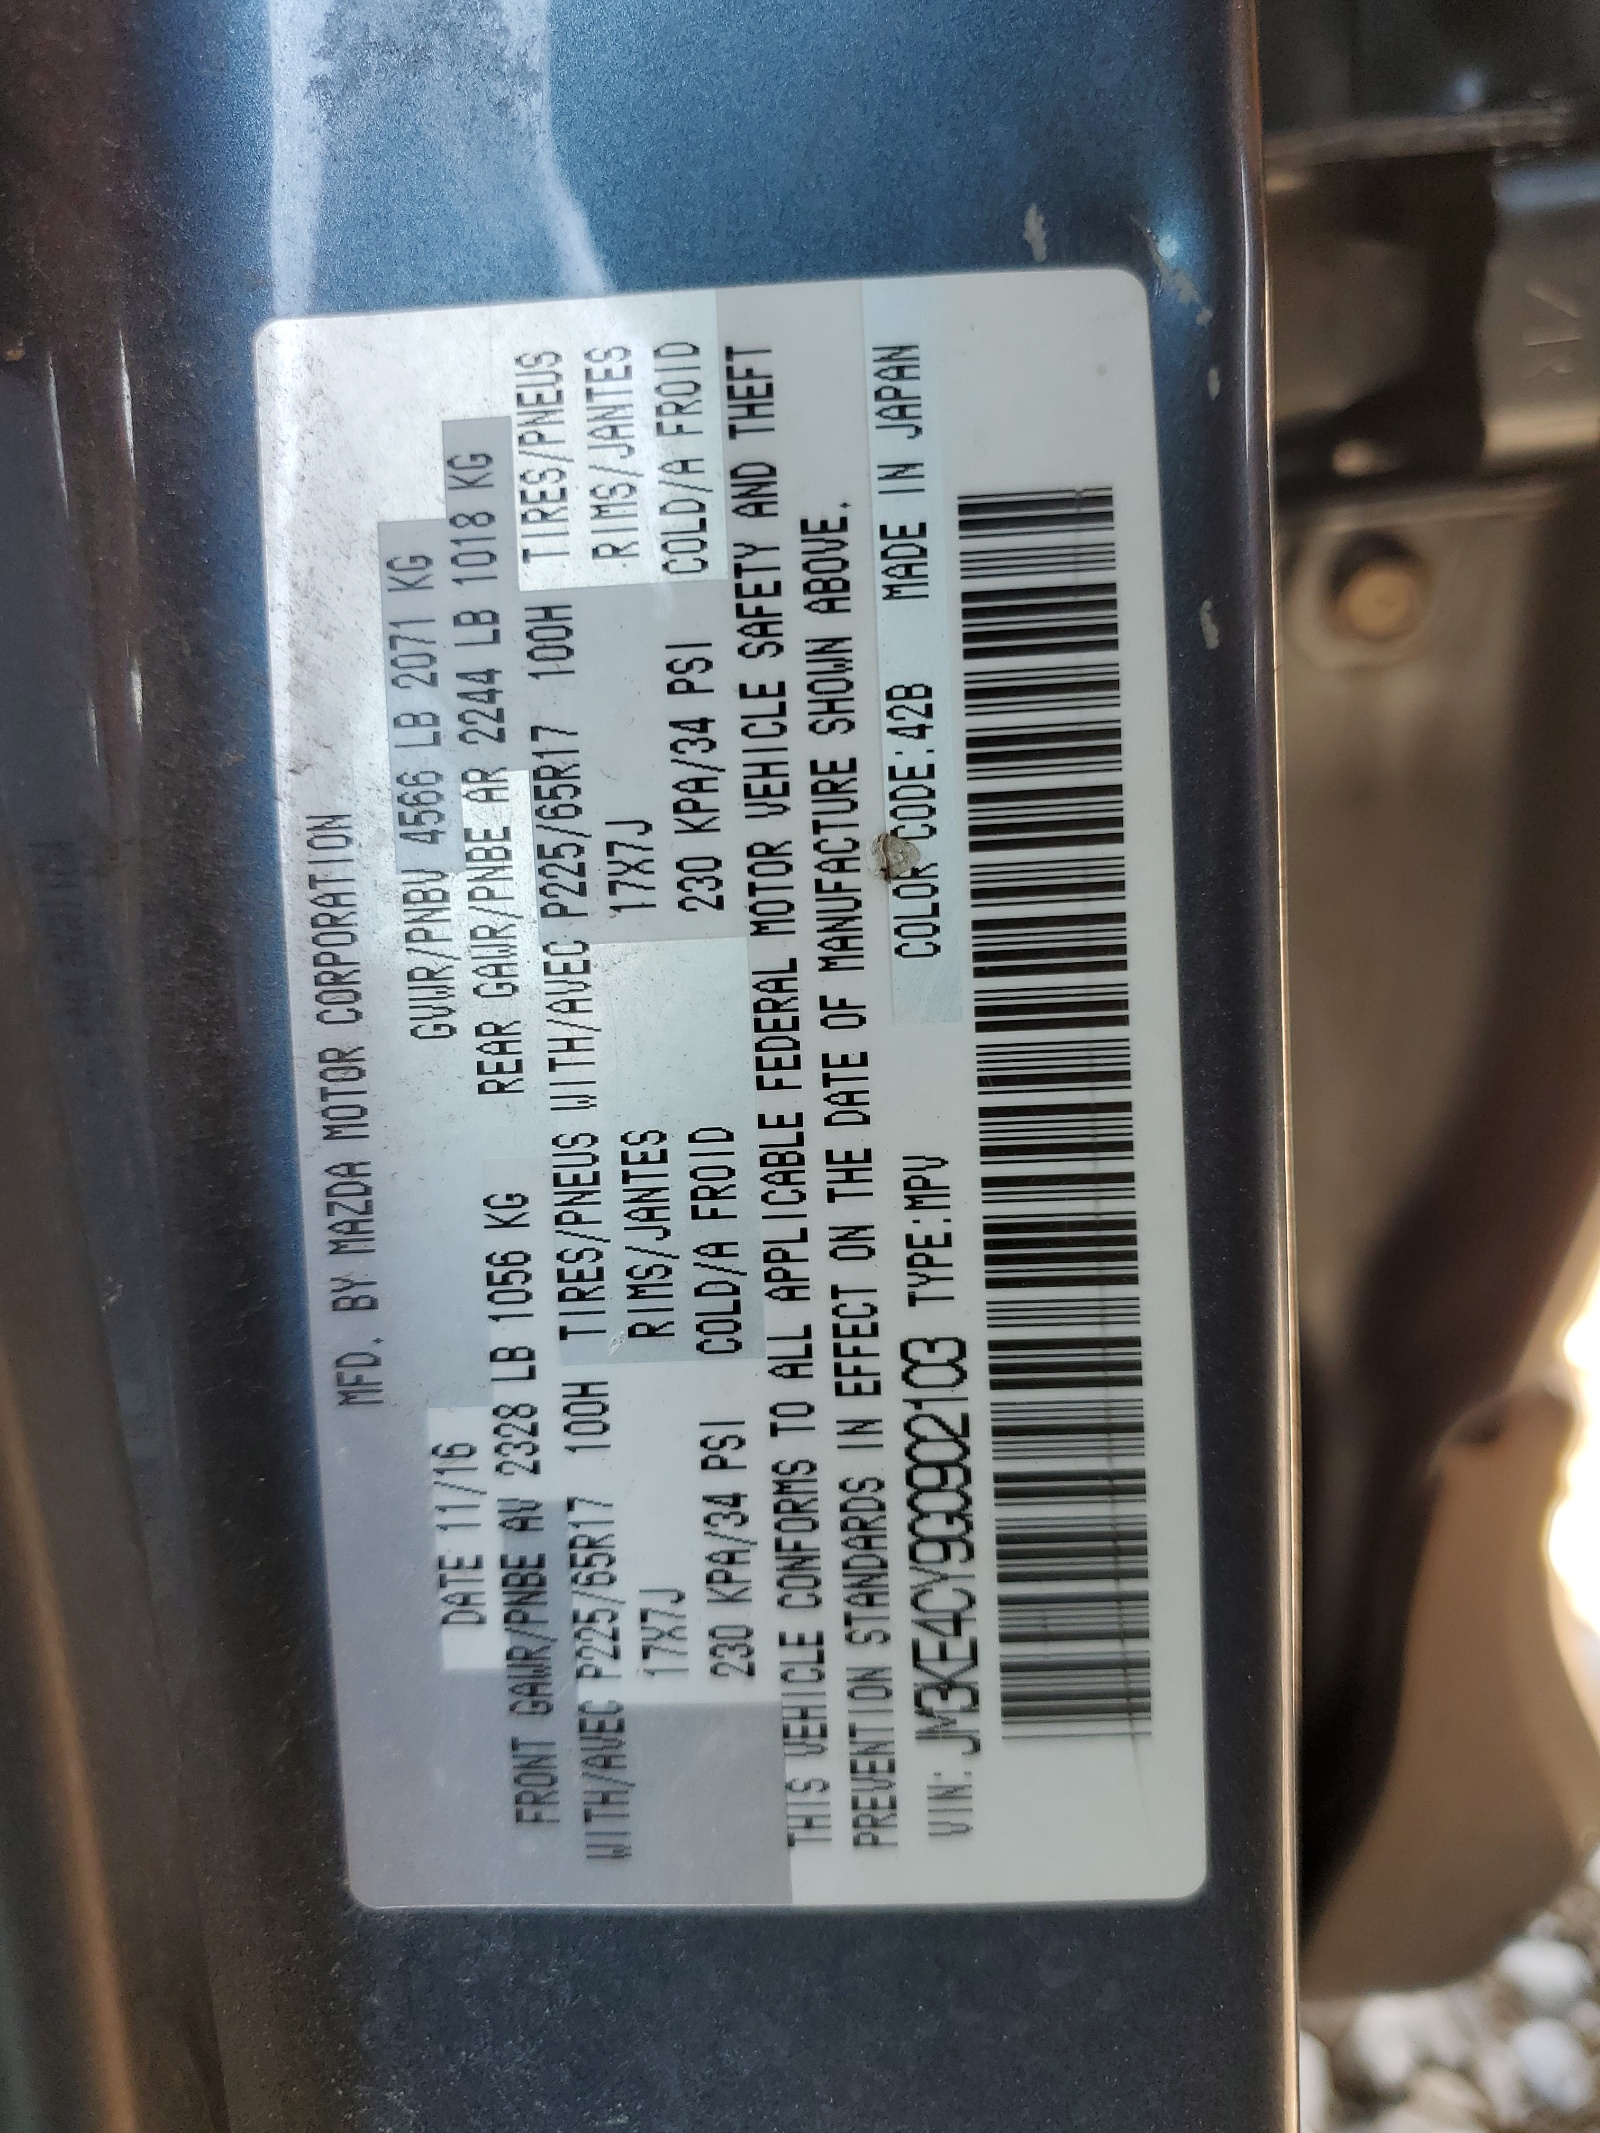 MFD. BY MAZDA MOTOR CORPORATION
DATE 11/16 GVWR/PNBV 4566 LB 2071 KG
FRONT GAWR/PNBE AV 2328 LB 1056 KG REAR GAWR/PNBE AR 2244 LB 1018 KG
WITH/AVEC P225/65R17 100H TIRES/PNEUS WITH/AVEC P225/65R17 100H TIRES/PNEUS
17X7J RIMS/JANTES 17X7J RIMS/JANTES
230 KPA/34 PSI COLD/A FROID 230 KPA/34 PSI COLD/A FROID
THIS VEHICLE CONFORMS TO ALL APPLICABLE FEDERAL MOTOR VEHICLE SAFETY AND THEFT
PREVENTION STANDARDS IN EFFECT ON THE DATE OF MANUFACTURE SHOWN ABOVE.
VIN: JM3KE4CY9G0902103 TYPE:MPV COLOR CODE:42B MADE IN JAPAN